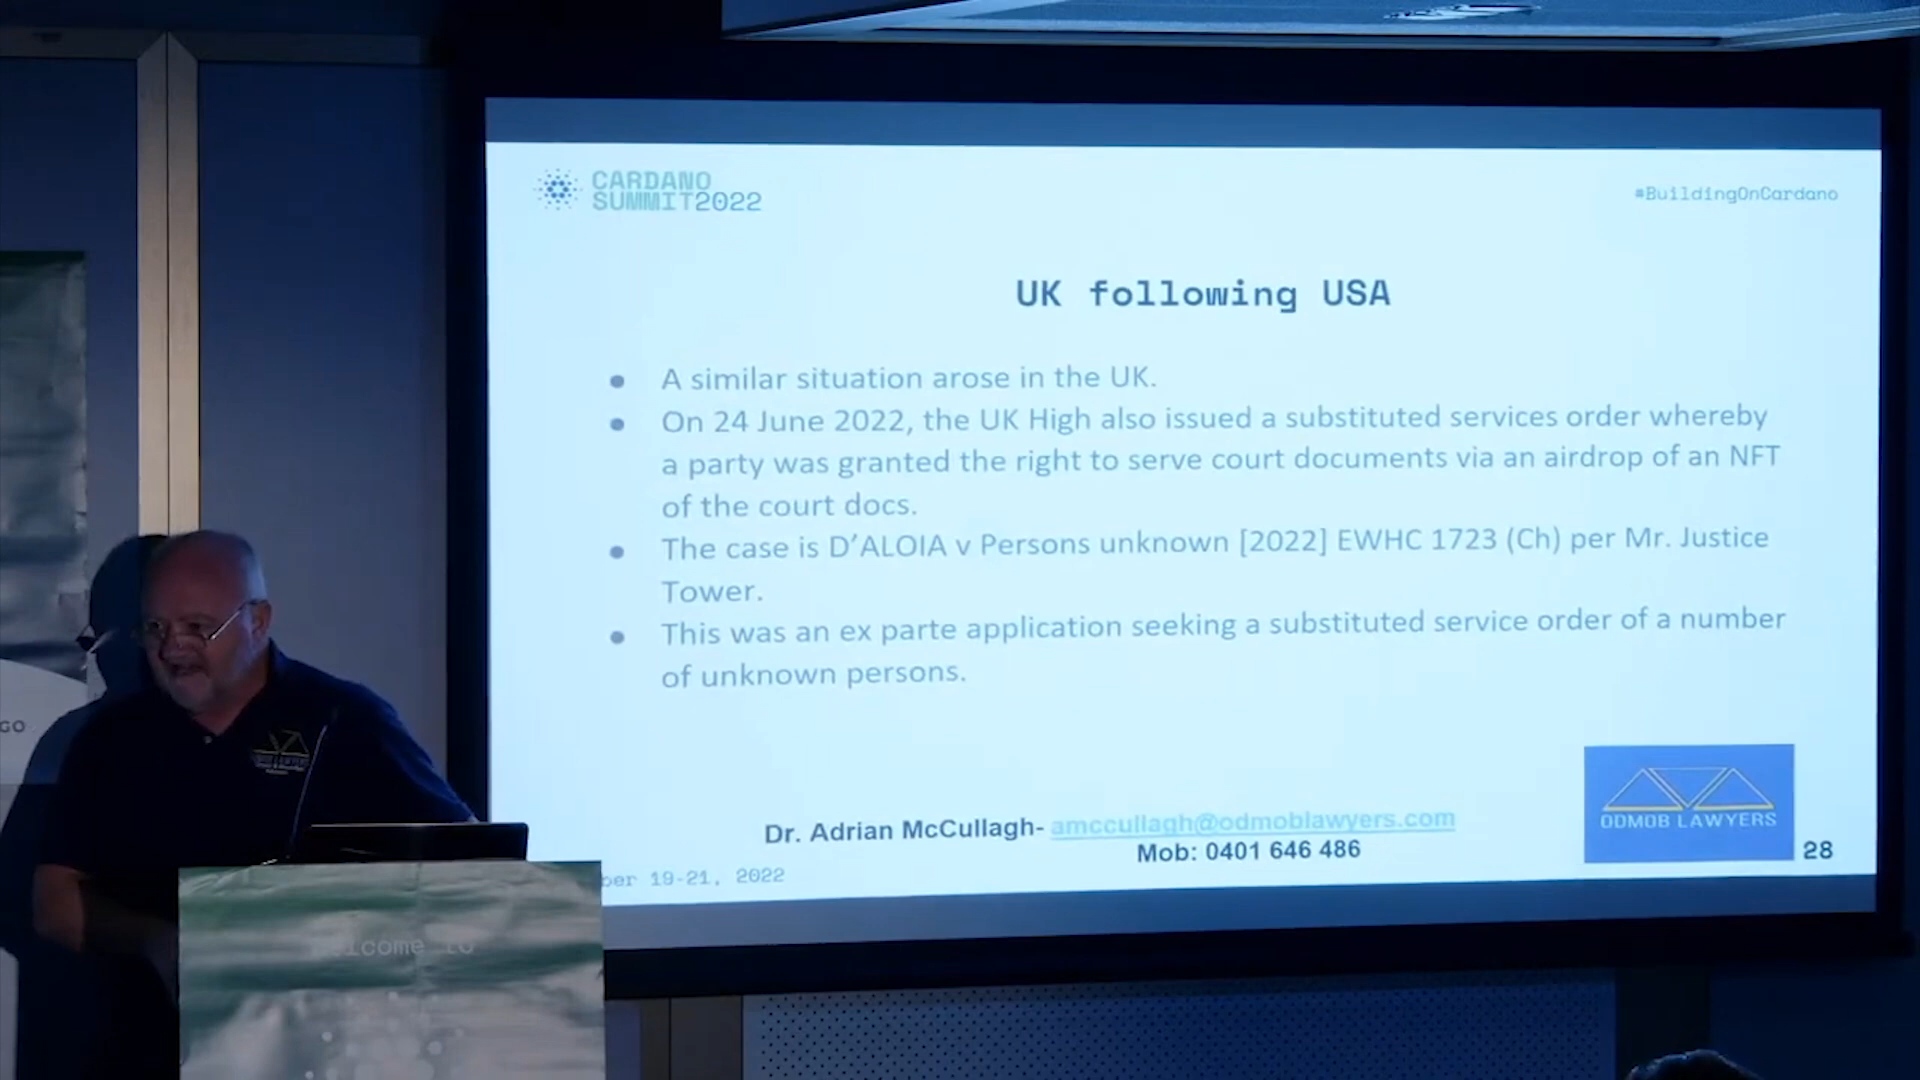 CARDANO
SUMMIT2022
#BuildingOnCardano
UK following USA
● A similar situation arose in the UK.
● On 24 June 2022, the UK High also issued a substituted services order whereby
a party was granted the right to serve court documents via an airdrop of an NFT
of the court docs.
● The case is D’ALOIA v Persons unknown [2022] EWHC 1723 (Ch) per Mr. Justice
Tower.
● This was an ex parte application seeking a substituted service order of a number
of unknown persons.
Dr. Adrian McCullagh- amccullagh@odmoblawyers.com
Mob: 0401 646 486
ODMOB LAWYERS
28
19-21, 2022
GO
LAWYERS